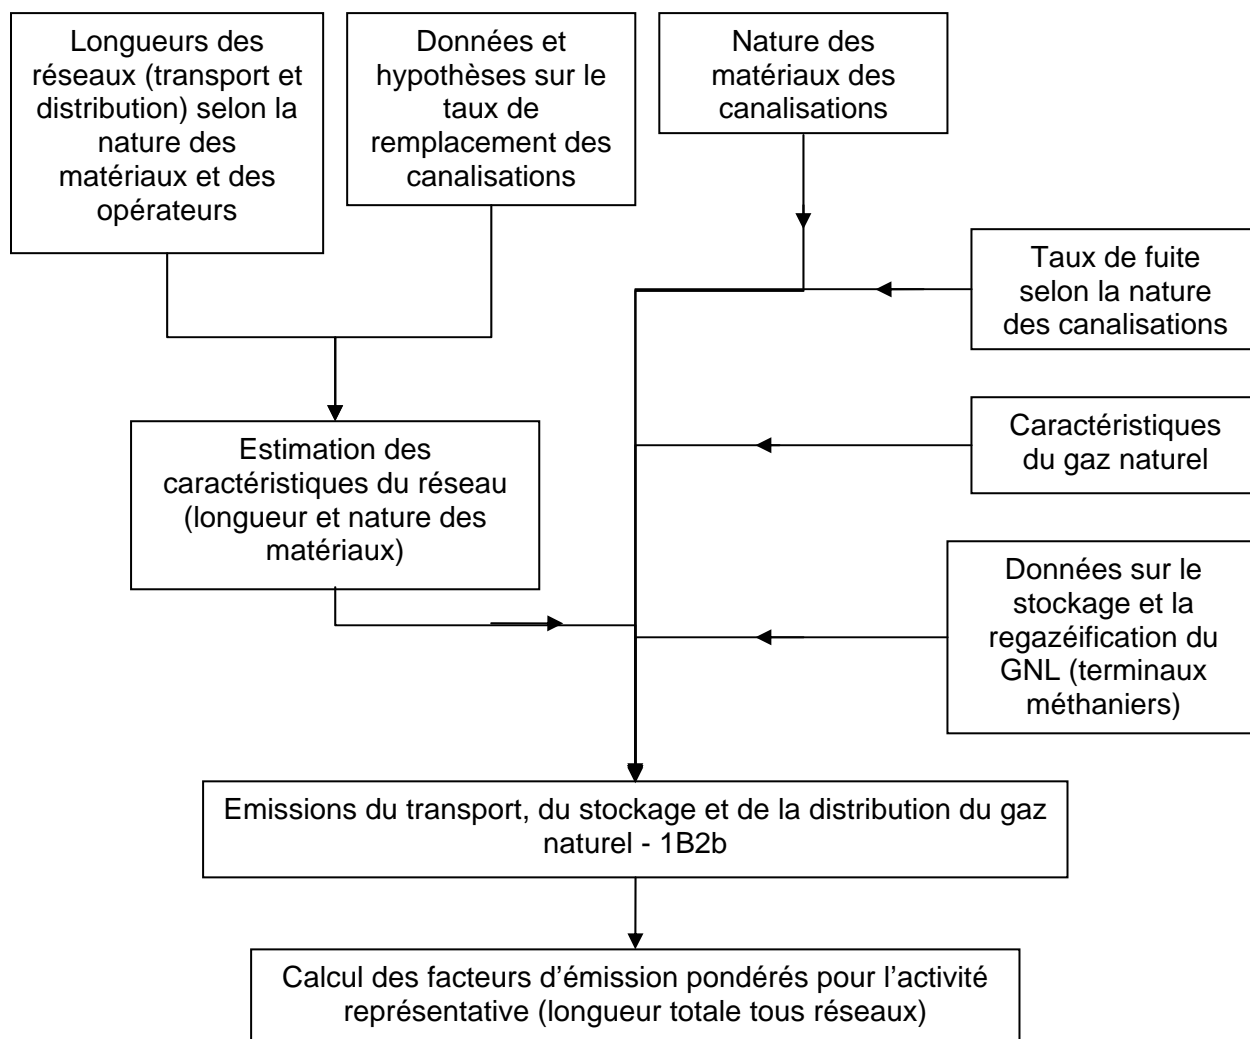 Longueurs des
réseaux (transport et
distribution) selon la
nature des
matériaux et des
opérateurs
Données et
hypothèses sur le
taux de
remplacement des
canalisations
Nature des
matériaux des
canalisations
Taux de fuite
selon la nature
des canalisations
Caractéristiques
du gaz naturel
Estimation des
caractéristiques du réseau
(longueur et nature des
matériaux)
Données sur le
stockage et la
regazéification du
GNL (terminaux
méthaniers)
Emissions du transport, du stockage et de la distribution du gaz
naturel - 1B2b
Calcul des facteurs d'émission pondérés pour l'activité
représentative (longueur totale tous réseaux)